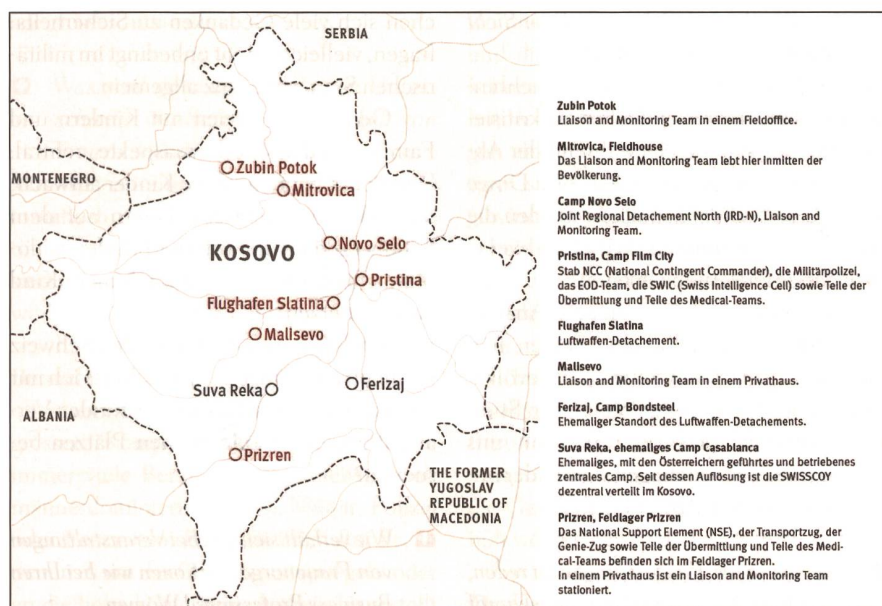 SERBIA
MONTENEGRO
Zubin Potok
Mitrovica
KOSOVO
Novo Selo
Pristina
Flughafen Slatina
Malisevo
Suva Reka
Ferizaj
ALBANIA
Prizren
THE FORMER
YUGOSLAV
REPUBLIC OF
MACEDONIA
Zubin Potok
Liaison and Monitoring Team in einem Fieldoffice.
Mitrovica, Fieldhouse
Das Liaison and Monitoring Team lebt hier inmitten der
Bevölkerung.
Camp Novo Selo
Joint Regional Detachement North (JRD-N), Liaison and
Monitoring Team.
Pristina, Camp Film City
Stab NCC (National Contingent Commander), die Militärpolizei,
das EOD-Team, die SWIC (Swiss Intelligence Cell) sowie Teile der
Übermittlung und Teile des Medical-Teams.
Flughafen Slatina
Luftwaffen-Detachement.
Malisevo
Liaison and Monitoring Team in einem Privathaus.
Ferizaj, Camp Bondsteel
Ehemaliger Standort des Luftwaffen-Detachements.
Suva Reka, ehemaliges Camp Casablanca
Ehemaliges, mit den Österreichern geführtes und betriebenes
zentrales Camp. Seit dessen Auflösung ist die SWISSCOY
dezentral verteilt im Kosovo.
Prizren, Feldlager Prizren
Das National Support Element (NSE), der Transportzug, der
Genie-Zug sowie Teile der Übermittlung und Teile des Medi-
cal-Teams befinden sich im Feldlager Prizren.
In einem Privathaus ist ein Liaison and Monitoring Team
stationiert.